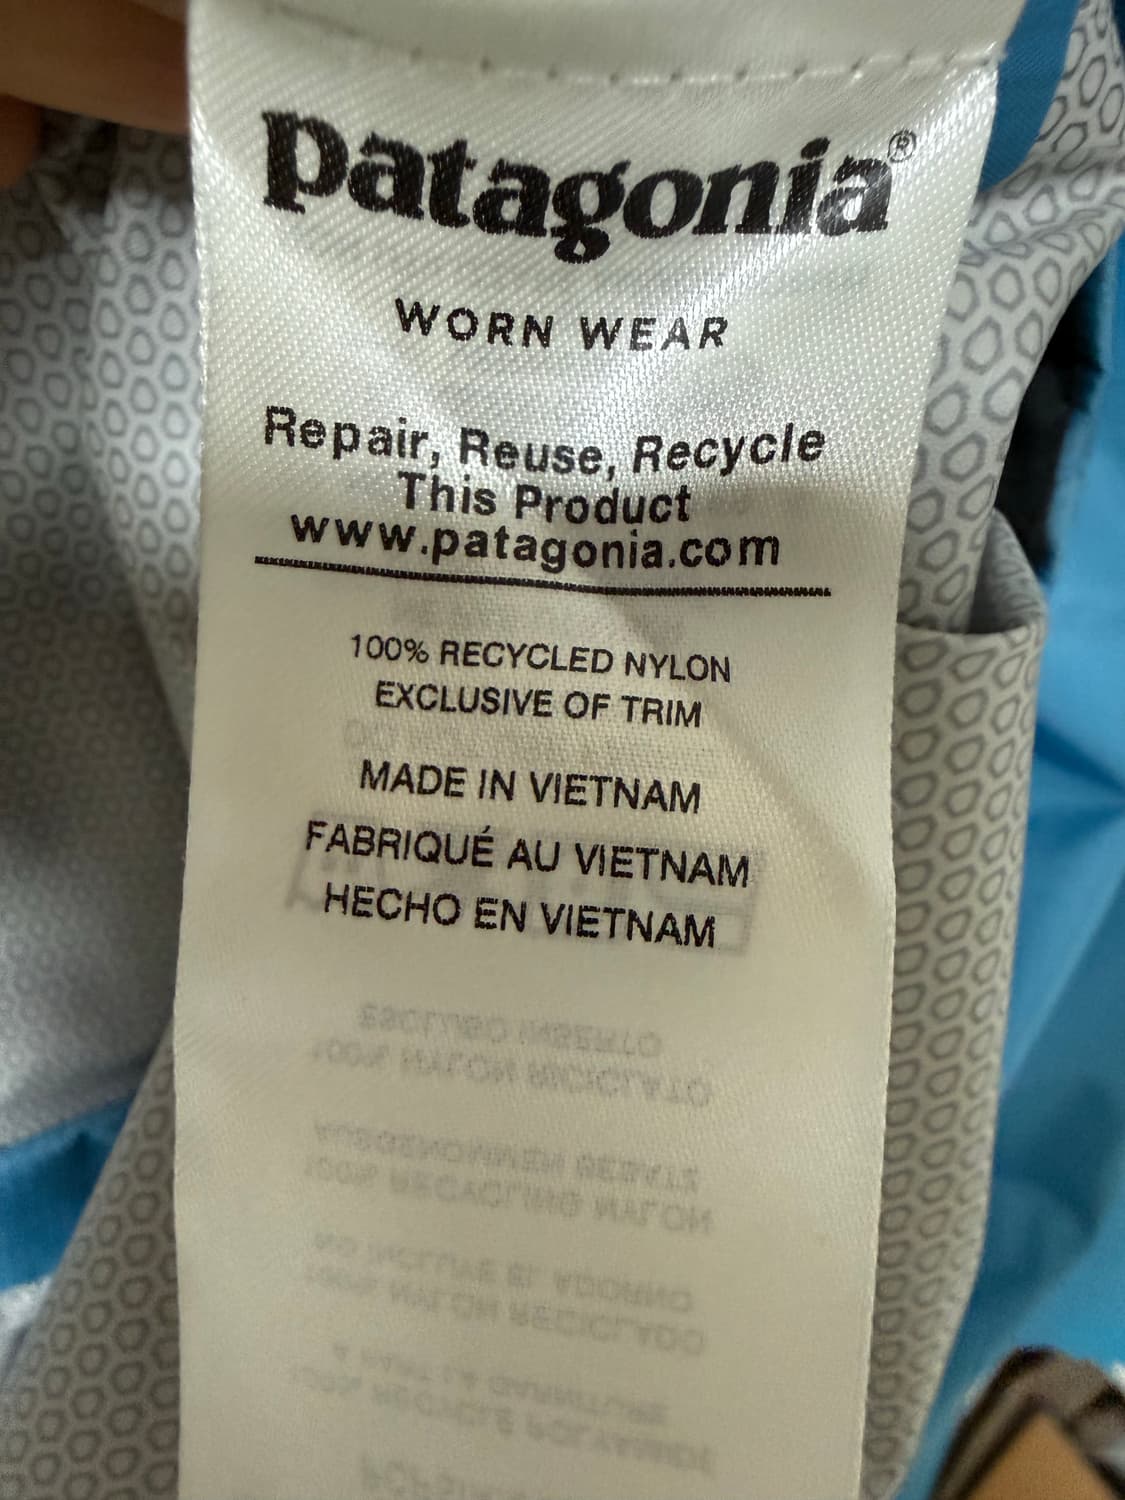 patagonia®
WORN WEAR
Repair, Reuse, Recycle
This Product
www.patagonia.com
100% RECYCLED NYLON
EXCLUSIVE OF TRIM
MADE IN VIETNAM
FABRIQUÉ AU VIETNAM
HECHO EN VIETNAM